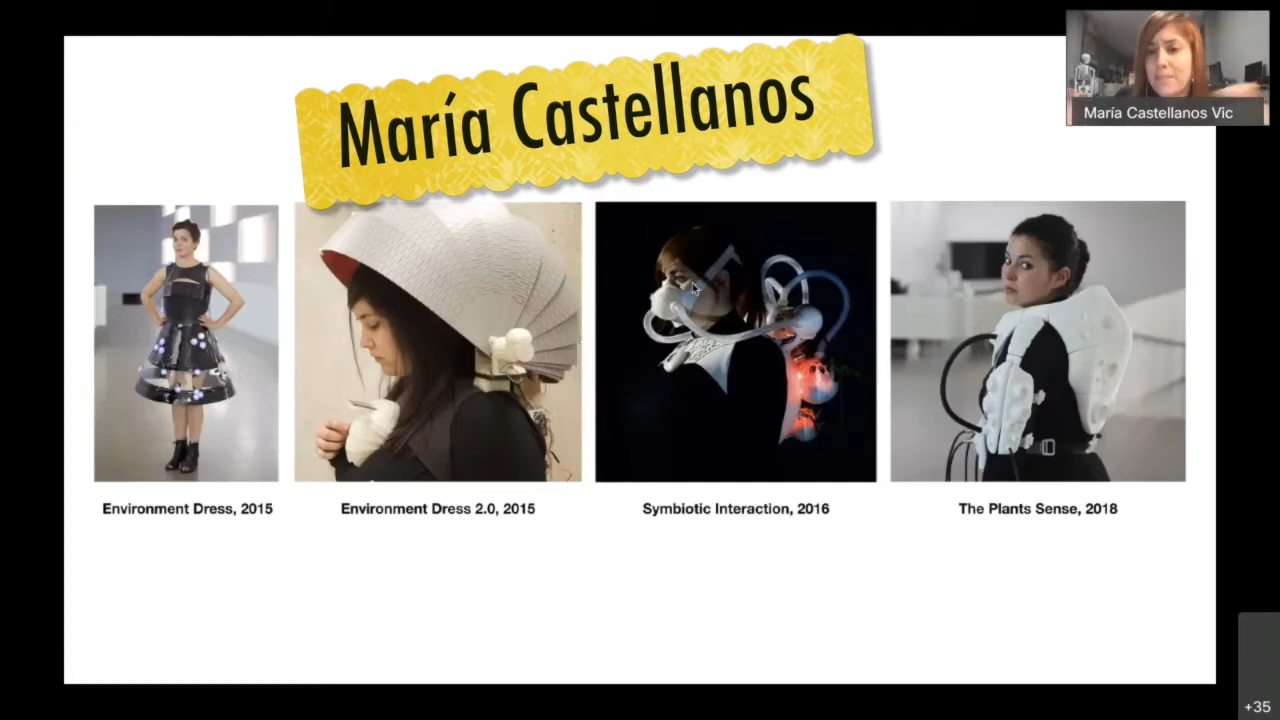 María Castellanos
María Castellanos Vic
Environment Dress, 2015
Environment Dress 2.0, 2015
Symbiotic Interaction, 2016
The Plants Sense, 2018
+35